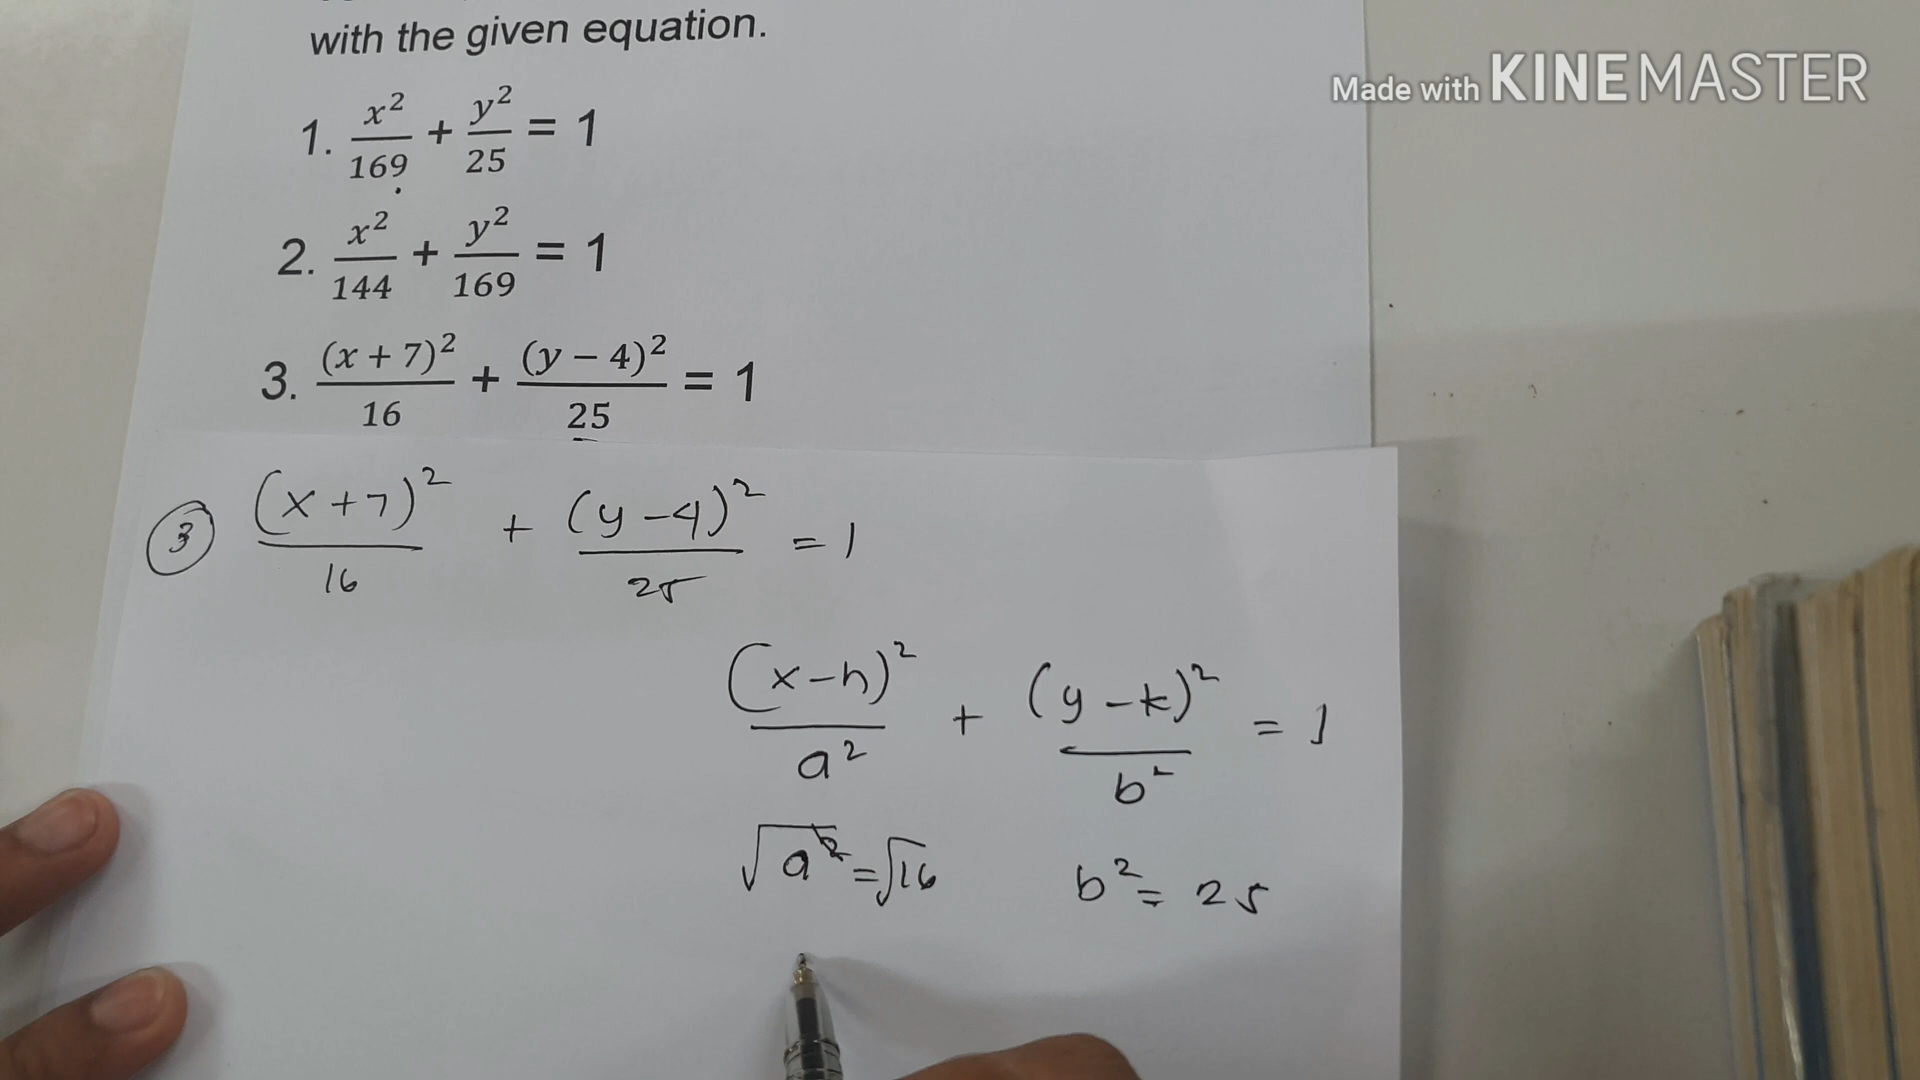 with the given equation.
Made with KINEMASTER
1. x²/169 + y²/25 = 1
2. x²/144 + y²/169 = 1
3. (x + 7)²/16 + (y − 4)²/25 = 1
③ (x+7)²/16 + (y−4)²/25 = 1
(x−h)²/a² + (y−k)²/b² = 1
√a² = √16 b² = 25